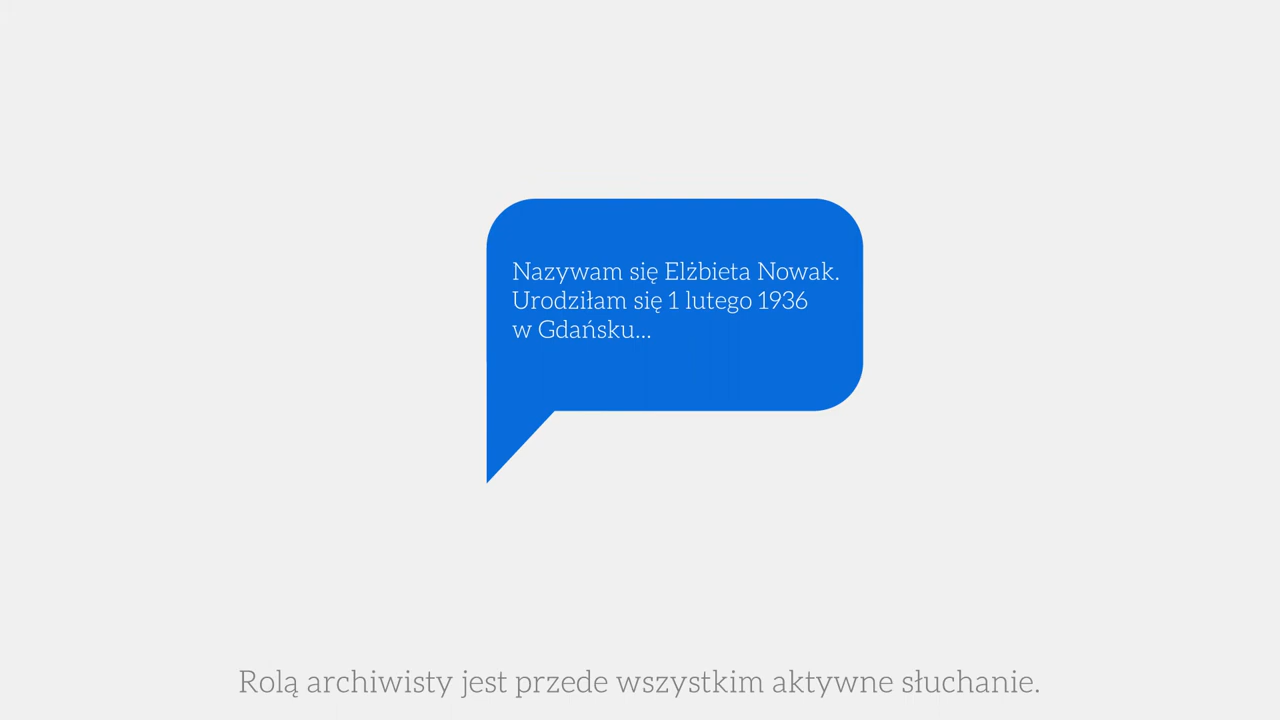 Nazywam się Elżbieta Nowak.
Urodziłam się 1 lutego 1936
w Gdańsku...
Rolą archiwisty jest przede wszystkim aktywne słuchanie.